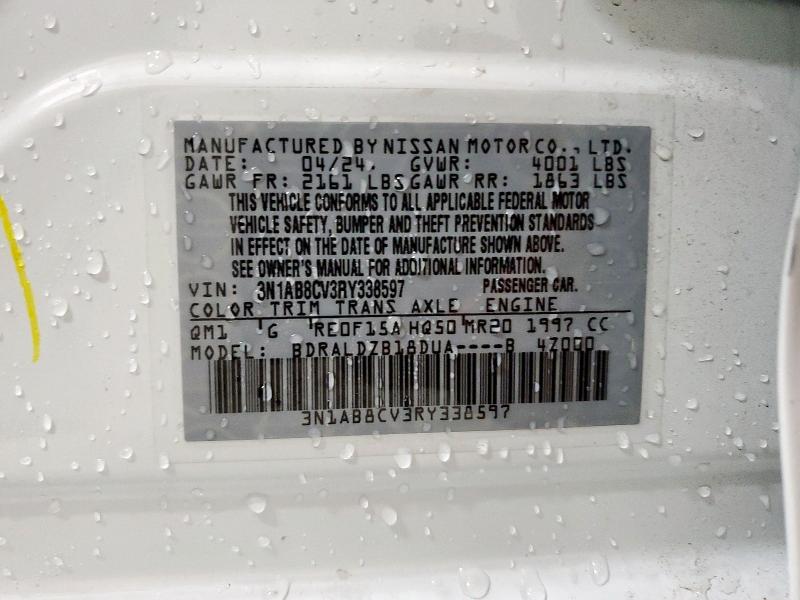 MANUFACTURED BY NISSAN MOTOR CO., LTD.
DATE: 04/24. GVWR: 4001 LBS
GAWR FR: 2161 LBS GAWR RR: 1863 LBS
THIS VEHICLE CONFORMS TO ALL APPLICABLE FEDERAL MOTOR
VEHICLE SAFETY, BUMPER AND THEFT PREVENTION STANDARDS
IN EFFECT ON THE DATE OF MANUFACTURE SHOWN ABOVE.
SEE OWNER'S MANUAL FOR ADDITIONAL INFORMATION.
VIN: 3N1AB8CV3RY338597 PASSENGER CAR.
COLOR TRIM TRANS AXLE ENGINE
QM1 G RE0F15A HQ50 MR20 1997 CC
MODEL: BDRALDZB18DUA----B 4Z000
3N1AB8CV3RY338597